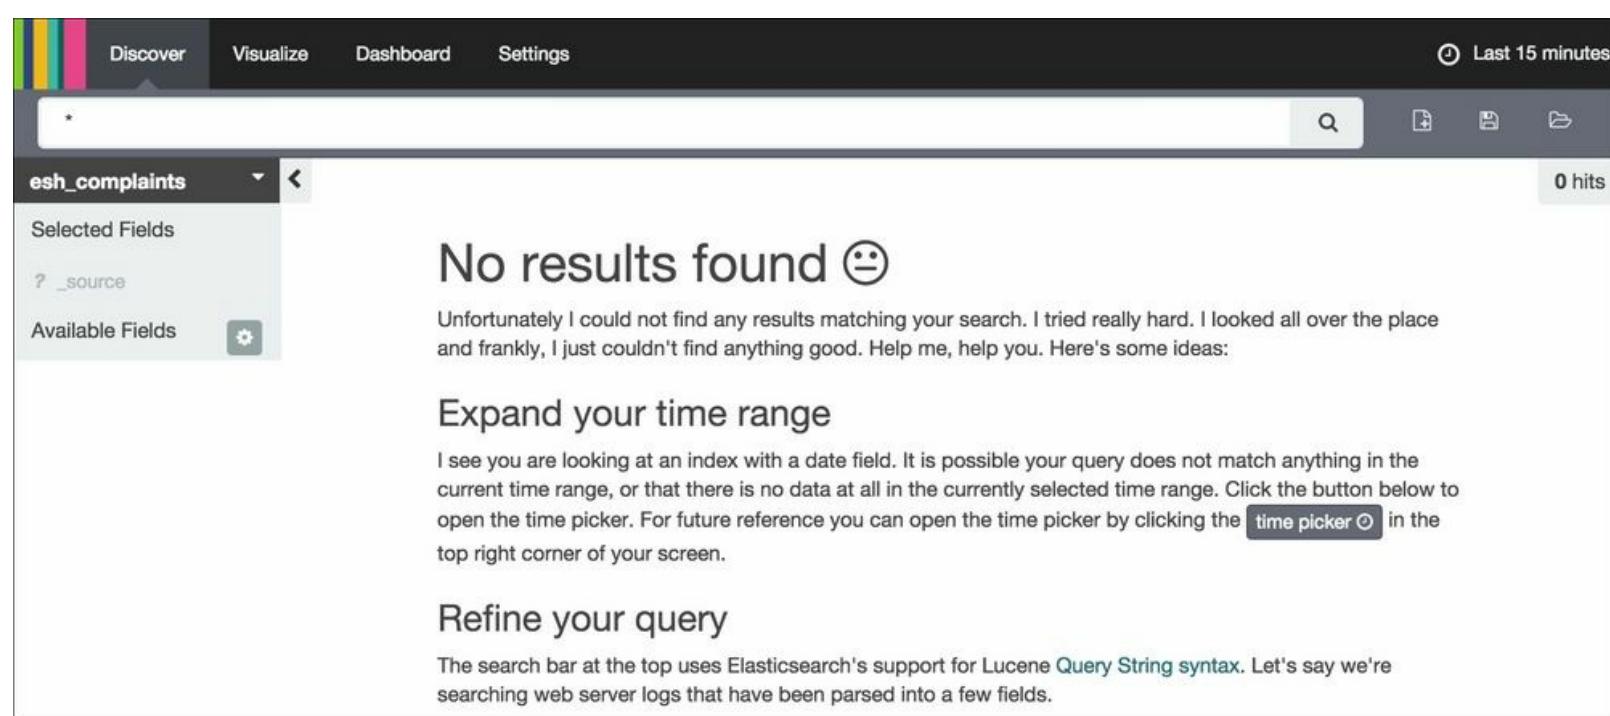 Discover Visualize Dashboard Settings Last 15 minutes
*
esh_complaints 0 hits
Selected Fields
? _source
Available Fields
No results found
Unfortunately I could not find any results matching your search. I tried really hard. I looked all over the place
and frankly, I just couldn't find anything good. Help me, help you. Here's some ideas:
Expand your time range
I see you are looking at an index with a date field. It is possible your query does not match anything in the
current time range, or that there is no data at all in the currently selected time range. Click the button below to
open the time picker. For future reference you can open the time picker by clicking the time picker in the
top right corner of your screen.
Refine your query
The search bar at the top uses Elasticsearch's support for Lucene Query String syntax. Let's say we're
searching web server logs that have been parsed into a few fields.